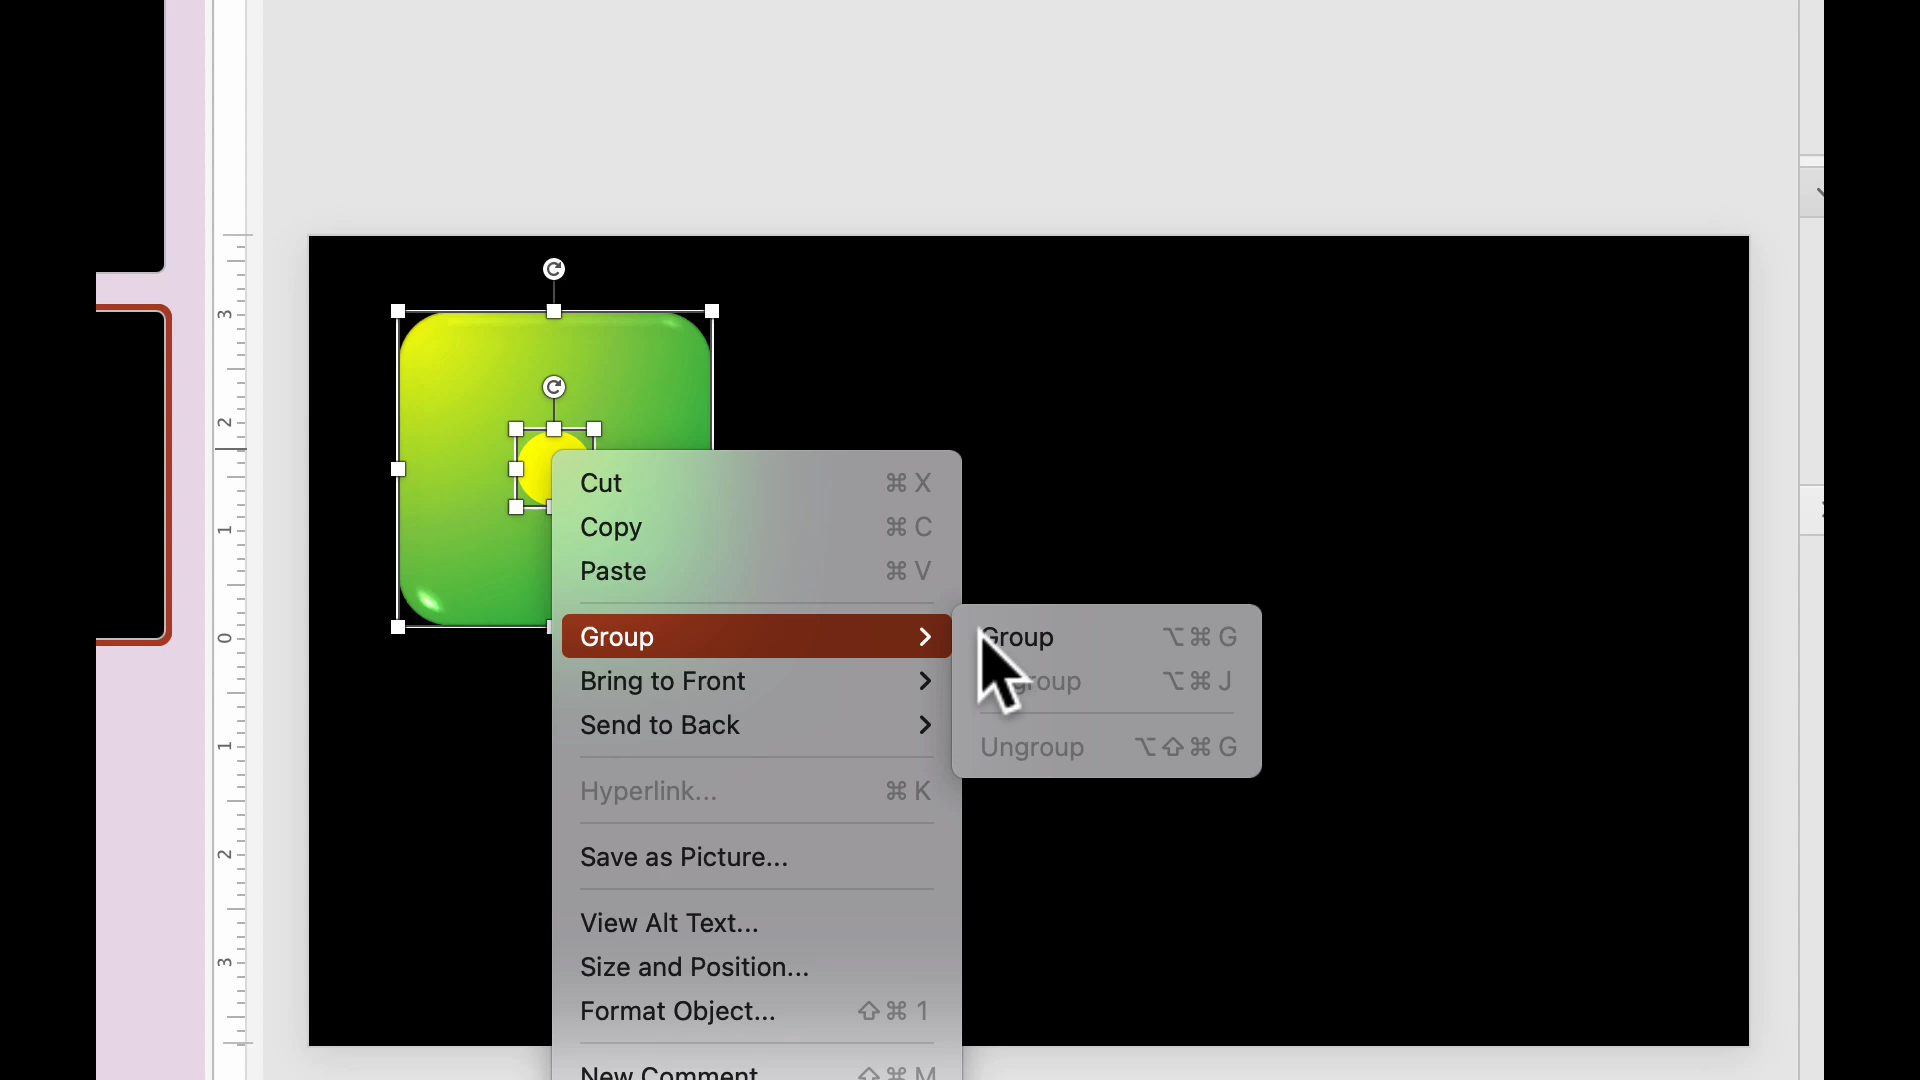 3
2
1
0
1
2
3
Cut ⌘ X
Copy ⌘ C
Paste ⌘ V
Group
Bring to Front
Send to Back
Hyperlink... ⌘ K
Save as Picture...
View Alt Text...
Size and Position...
Format Object... ⇧ ⌘ 1
New Comment ⇧ ⌘ M
Group ⌥ ⌘ G
group ⌥ ⌘ J
Ungroup ⌥ ⇧ ⌘ G